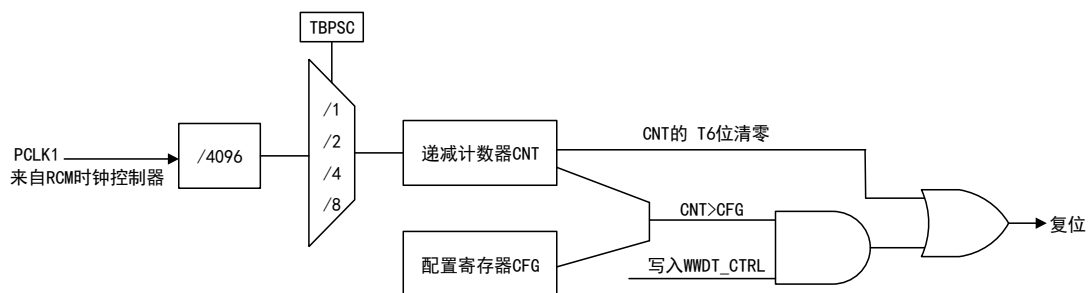 TBPSC
/1
/2
/4
/8
PCLK1
来自RCM时钟控制器
/4096
递减计数器CNT
CNT的 T6位清零
CNT>CFG
配置寄存器CFG
写入WWDT_CTRL
复位